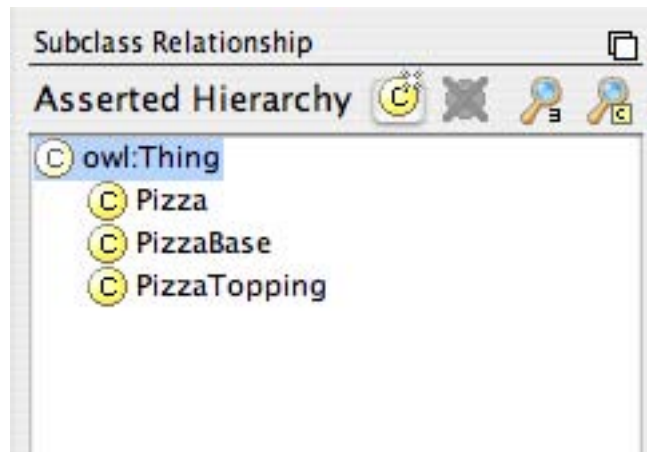 Subclass Relationship
Asserted Hierarchy C C
C owl:Thing
C Pizza
C PizzaBase
C PizzaTopping